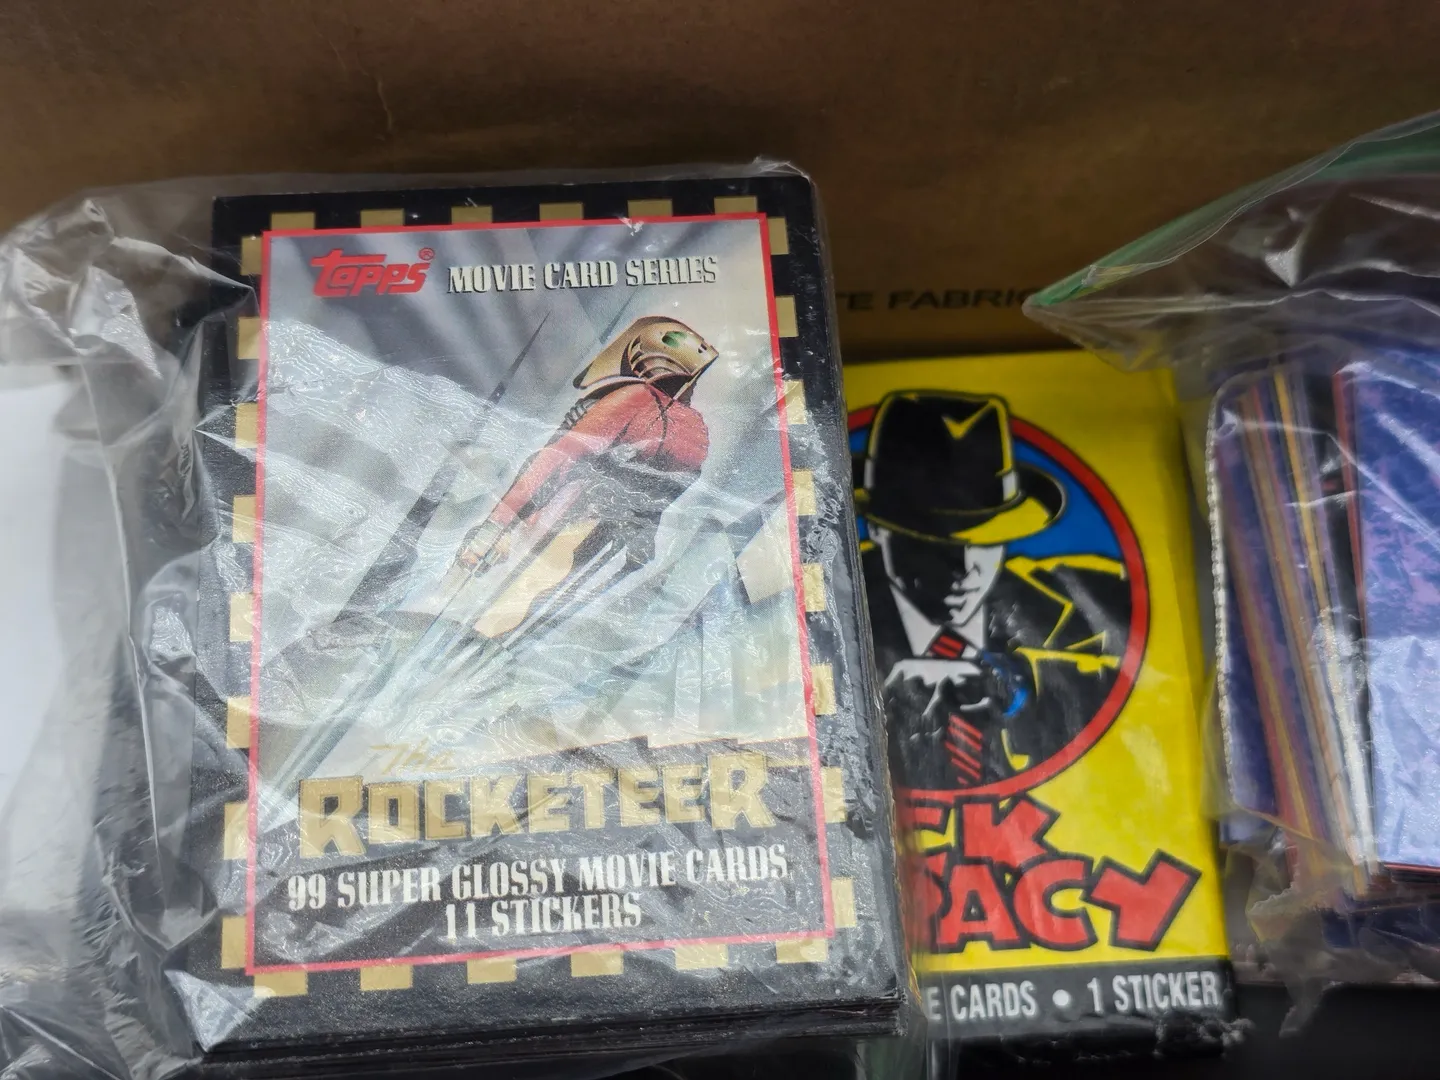 TOPPS® MOVIE CARD SERIES
The
ROCKETEER
99 SUPER GLOSSY MOVIE CARDS
11 STICKERS
TE FABRIC
CK
RACY
E CARDS • 1 STICKER